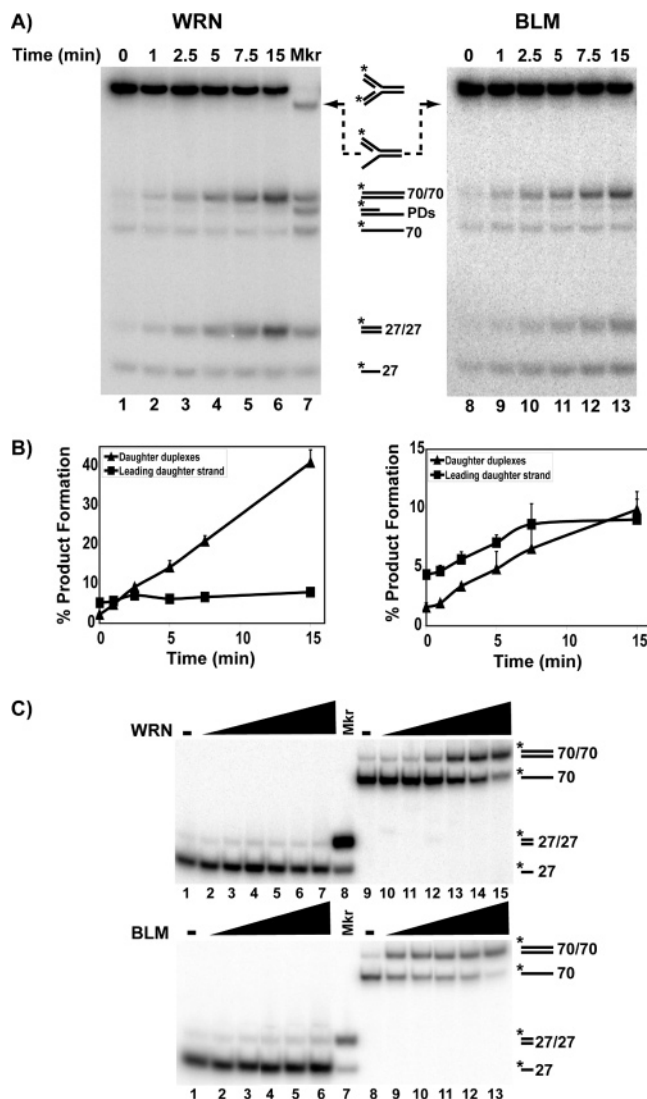 A)
WRN
BLM
Time (min) 0 1 2.5 5 7.5 15 Mkr
0 1 2.5 5 7.5 15
*
*
*
* 70/70
* PDs
* 70
* 27/27
* 27
1 2 3 4 5 6 7
8 9 10 11 12 13
B)
Daughter duplexes
Leading daughter strand
% Product Formation
40
30
20
10
0
0 5 10 15
Time (min)
Daughter duplexes
Leading daughter strand
% Product Formation
15
10
5
0
0 5 10 15
Time (min)
C)
WRN - Mkr -
* 70/70
* 70
* 27/27
* 27
1 2 3 4 5 6 7 8 9 10 11 12 13 14 15
BLM - Mkr -
* 70/70
* 70
* 27/27
* 27
1 2 3 4 5 6 7 8 9 10 11 12 13